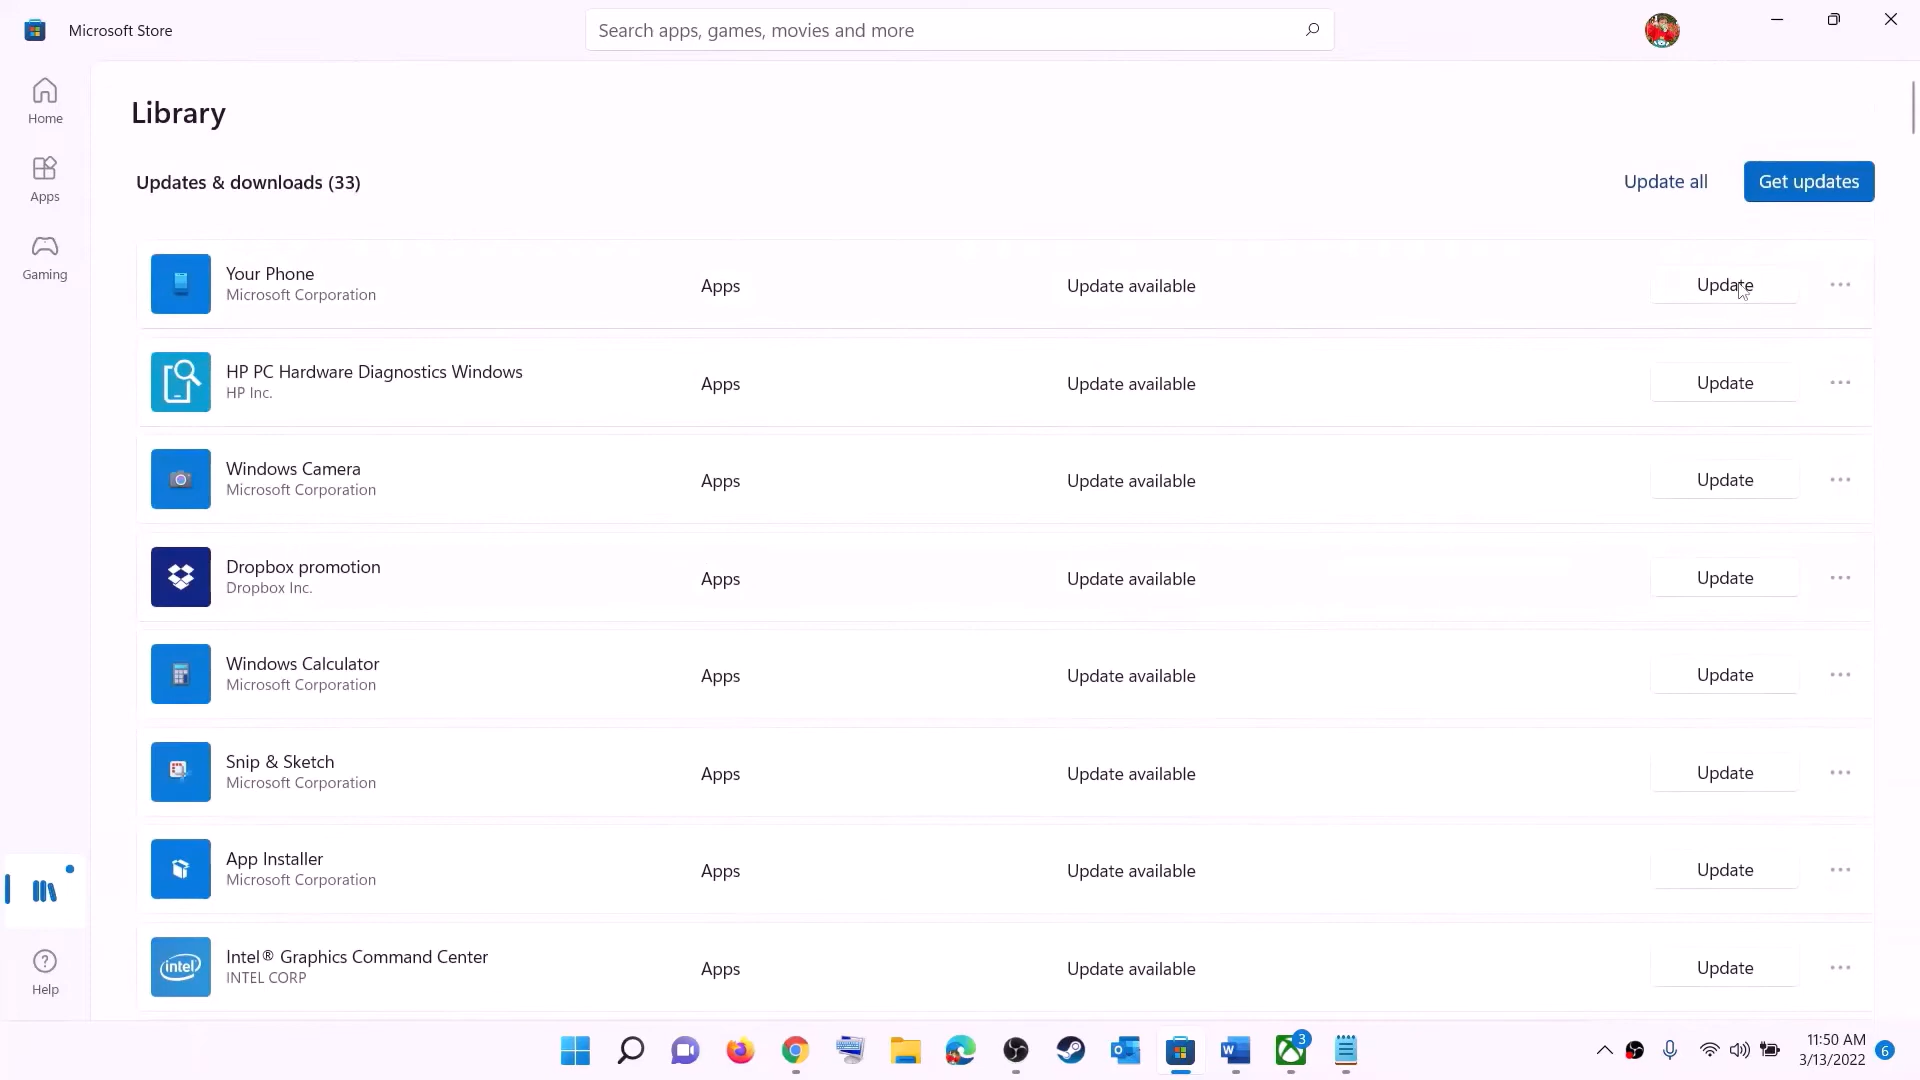 Microsoft Store
Search apps, games, movies and more
Home
Apps
Gaming
Library
Updates & downloads (33)
Update all
Get updates
Your Phone
Microsoft Corporation
Apps
Update available
Update
HP PC Hardware Diagnostics Windows
HP Inc.
Apps
Update available
Update
Windows Camera
Microsoft Corporation
Apps
Update available
Update
Dropbox promotion
Dropbox Inc.
Apps
Update available
Update
Windows Calculator
Microsoft Corporation
Apps
Update available
Update
Snip & Sketch
Microsoft Corporation
Apps
Update available
Update
App Installer
Microsoft Corporation
Apps
Update available
Update
intel
Intel® Graphics Command Center
INTEL CORP
Apps
Update available
Update
Help
3
11:50 AM
3/13/2022
6